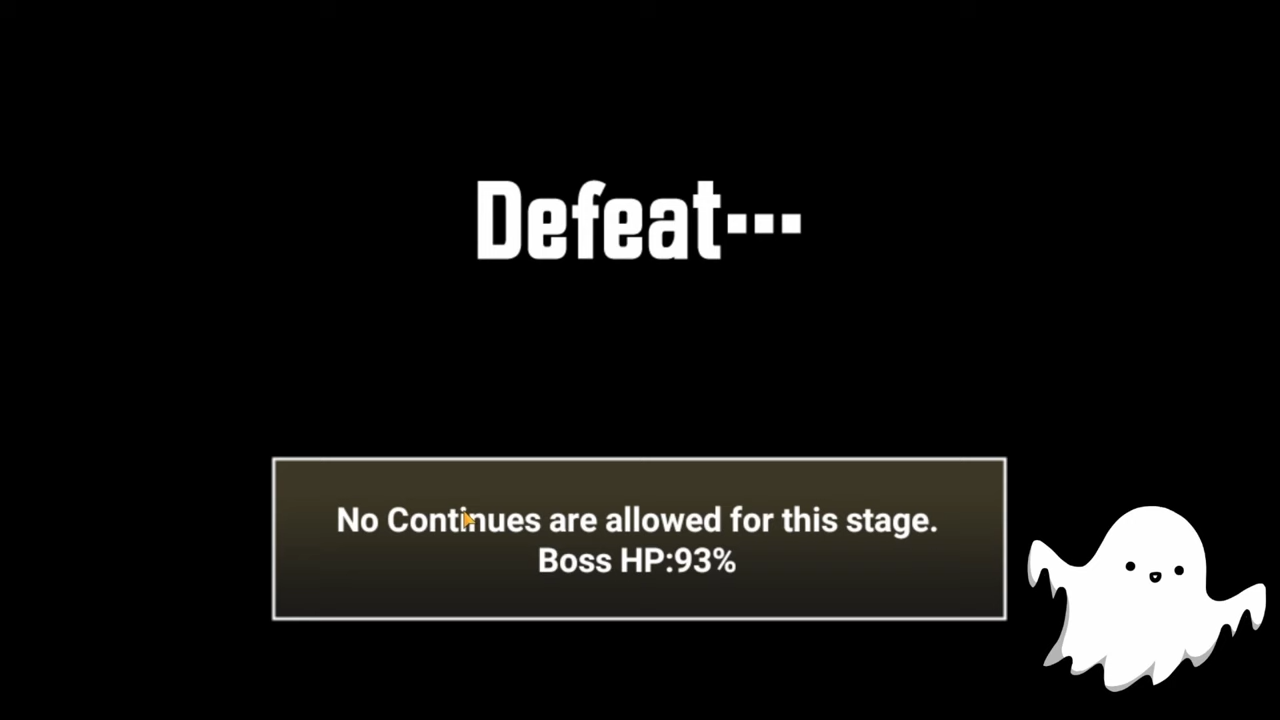 Defeat···
No Continues are allowed for this stage.
Boss HP:93%